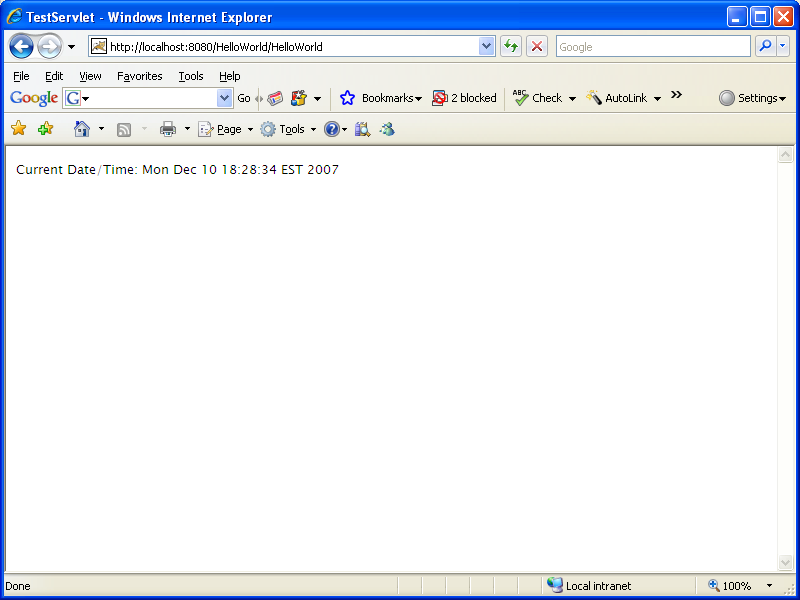 TestServlet - Windows Internet Explorer
http://localhost:8080/HelloWorld/HelloWorld Google
File Edit View Favorites Tools Help
Google G Go Bookmarks 2 blocked ABC Check AutoLink » Settings
Page Tools
Current Date/Time: Mon Dec 10 18:28:34 EST 2007
Done Local intranet 100%